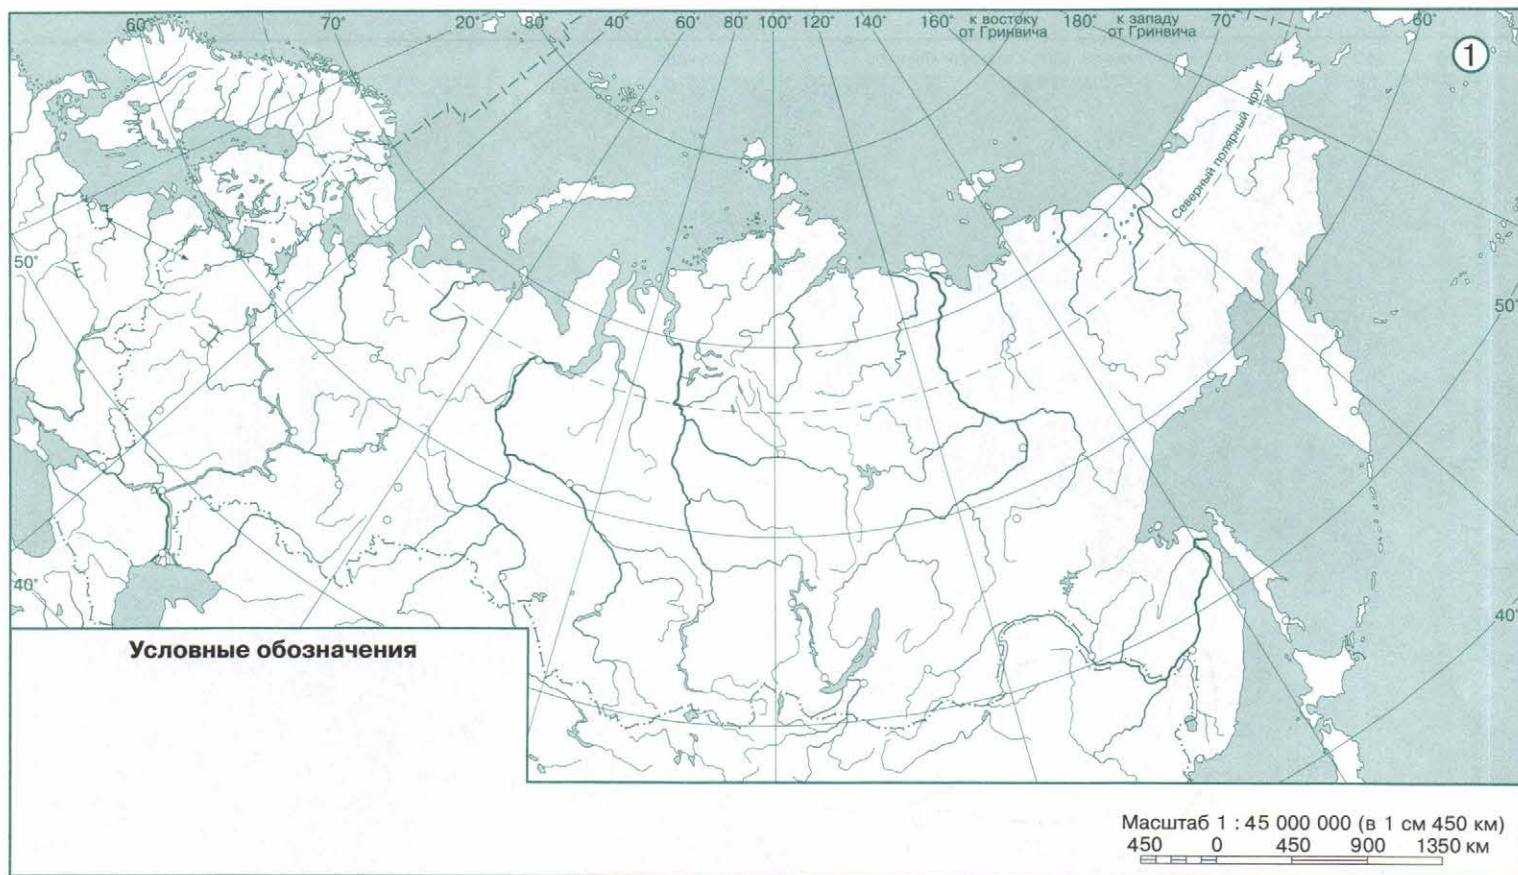 60° 70° 20° 80° 40° 60° 80° 100° 120° 140° 160° к востоку от Гринвича 180° к западу от Гринвича 70° 60°
1
Северный полярный круг
50° 50°
40° 40°
Условные обозначения
Масштаб 1 : 45 000 000 (в 1 см 450 км)
450 0 450 900 1350 км